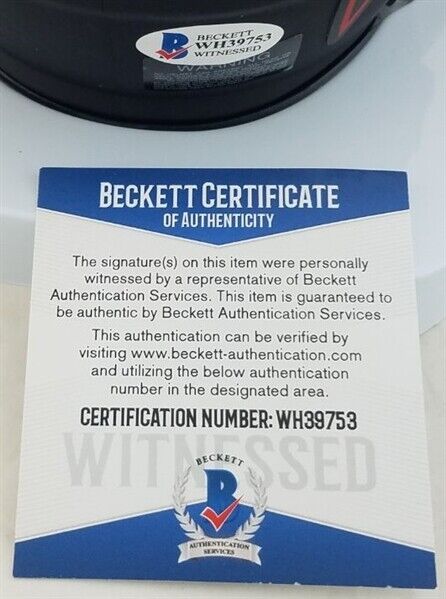 BECKETT
B
WH39753
WITNESSED
WARNING
BECKETT CERTIFICATE
OF AUTHENTICITY
The signature(s) on this item were personally
witnessed by a representative of Beckett
Authentication Services. This item is guaranteed to
be authentic by Beckett Authentication Services.
This authentication can be verified by
visiting www.beckett-authentication.com
and utilizing the below authentication
number in the designated area.
CERTIFICATION NUMBER: WH39753
WITNESSED
BECKETT
B
AUTHENTICATION
SERVICES